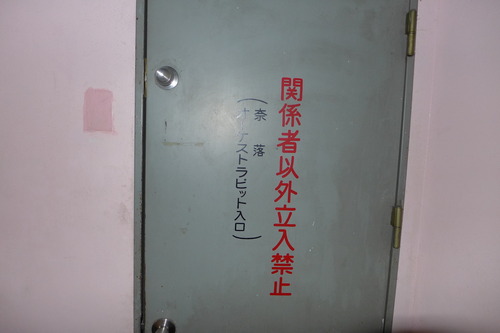 関係者以外立入禁止
(奈落
オケストラピット入口)